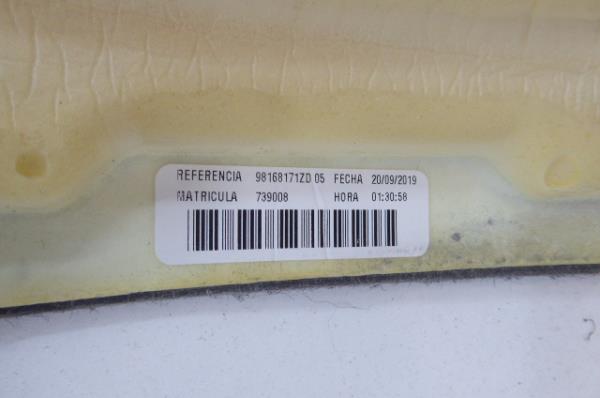 REFERENCIA 98168171ZD 05 FECHA 20/09/2019
MATRICULA 739008 HORA 01:30:58